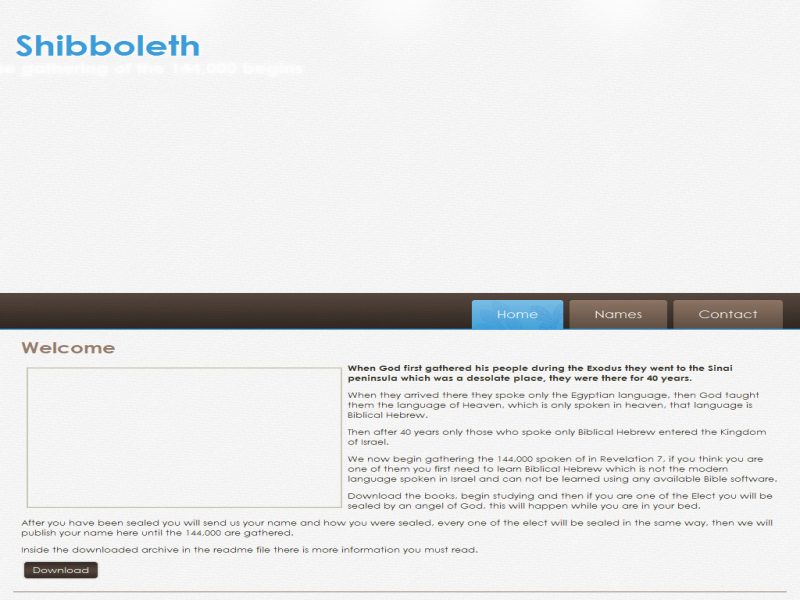 Shibboleth
gathering of the 144,000 begins
Home
Names
Contact
Welcome
When God first gathered his people during the Exodus they went to the Sinai
peninsula which was a desolate place, they were there for 40 years.
When they arrived there they spoke only the Egyptian language, then God taught
them the language of Heaven, which is only spoken in heaven, that language is
Biblical Hebrew.
Then after 40 years only those who spoke only Biblical Hebrew entered the Kingdom
of Israel.
We now begin gathering the 144,000 spoken of in Revelation 7, if you think you are
one of them you first need to learn Biblical Hebrew which is not the modern
language spoken in Israel and can not be learned using any available Bible software.
Download the books, begin studying and then if you are one of the Elect you will be
sealed by an angel of God, this will happen while you are in your bed.
After you have been sealed you will send us your name and how you were sealed, every one of the elect will be sealed in the same way, then we will
publish your name here until the 144,000 are gathered.
Inside the downloaded archive in the readme file there is more information you must read.
Download